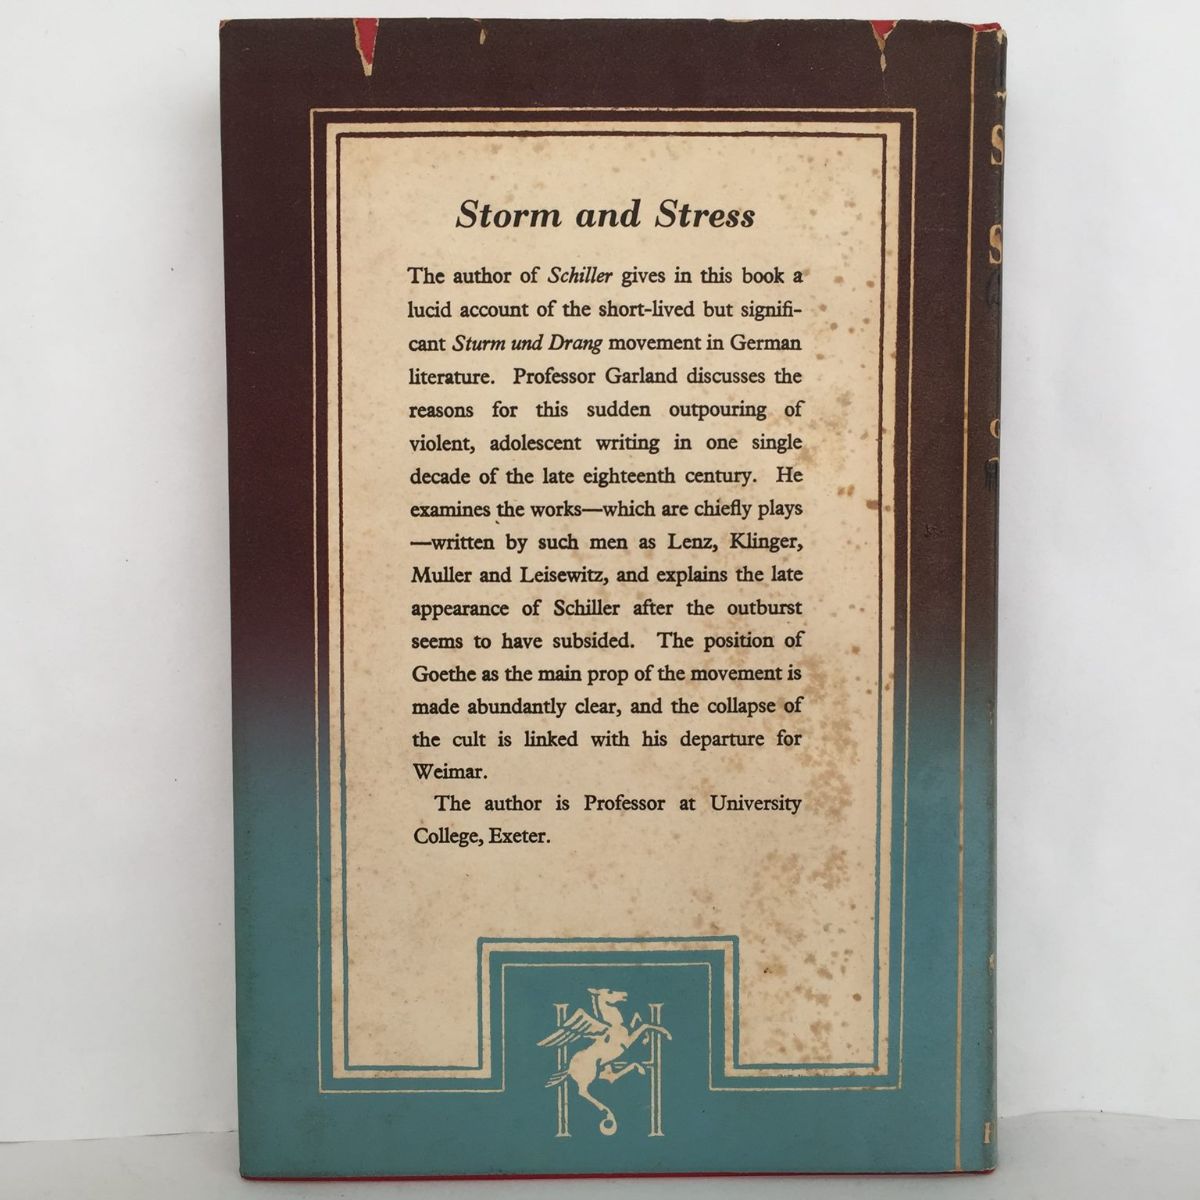 Storm and Stress
The author of Schiller gives in this book a
lucid account of the short-lived but signifi-
cant Sturm und Drang movement in German
literature. Professor Garland discusses the
reasons for this sudden outpouring of
violent, adolescent writing in one single
decade of the late eighteenth century. He
examines the works—which are chiefly plays
—written by such men as Lenz, Klinger,
Muller and Leisewitz, and explains the late
appearance of Schiller after the outburst
seems to have subsided. The position of
Goethe as the main prop of the movement is
made abundantly clear, and the collapse of
the cult is linked with his departure for
Weimar.
The author is Professor at University
College, Exeter.
H
S
S